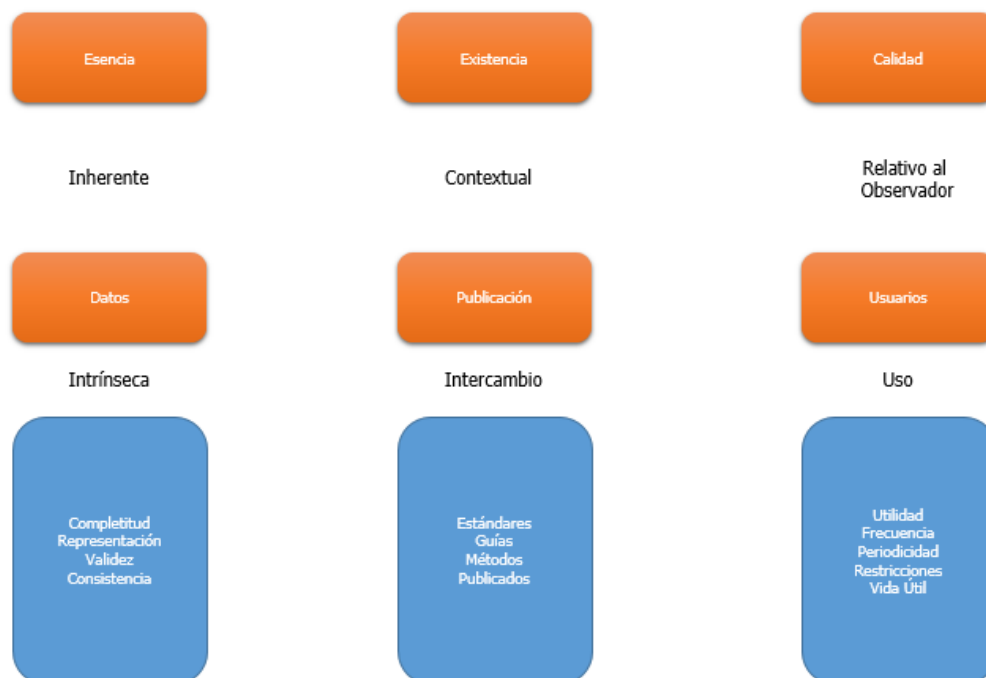 Esencia
Existencia
Calidad
Inherente
Contextual
Relativo al
Observador
Datos
Publicación
Usuarios
Intrínseca
Intercambio
Uso
Completitud
Representación
Validez
Consistencia
Estándares
Guías
Métodos
Publicados
Utilidad
Frecuencia
Periodicidad
Restricciones
Vida Útil